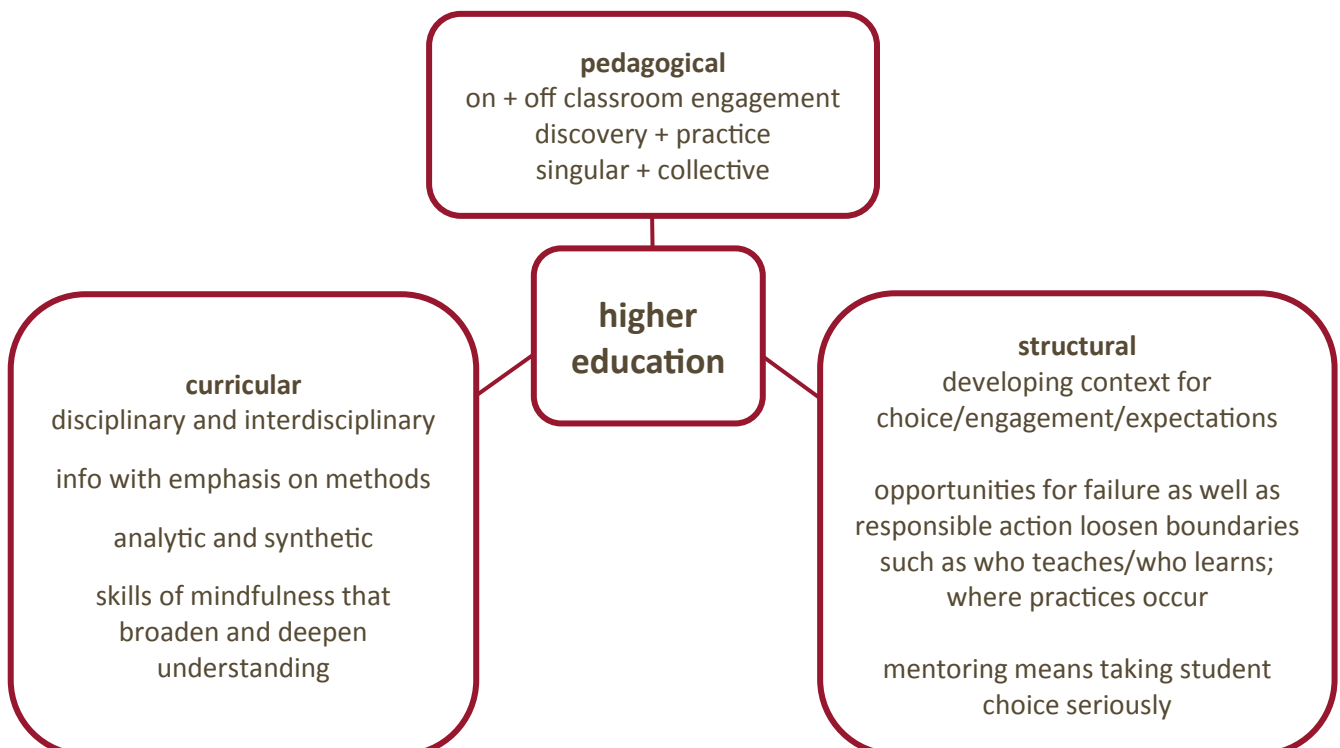 pedagogical
on + off classroom engagement
discovery + practice
singular + collective
higher
education
curricular
disciplinary and interdisciplinary
info with emphasis on methods
analytic and synthetic
skills of mindfulness that
broaden and deepen
understanding
structural
developing context for
choice/engagement/expectations
opportunities for failure as well as
responsible action loosen boundaries
such as who teaches/who learns;
where practices occur
mentoring means taking student
choice seriously